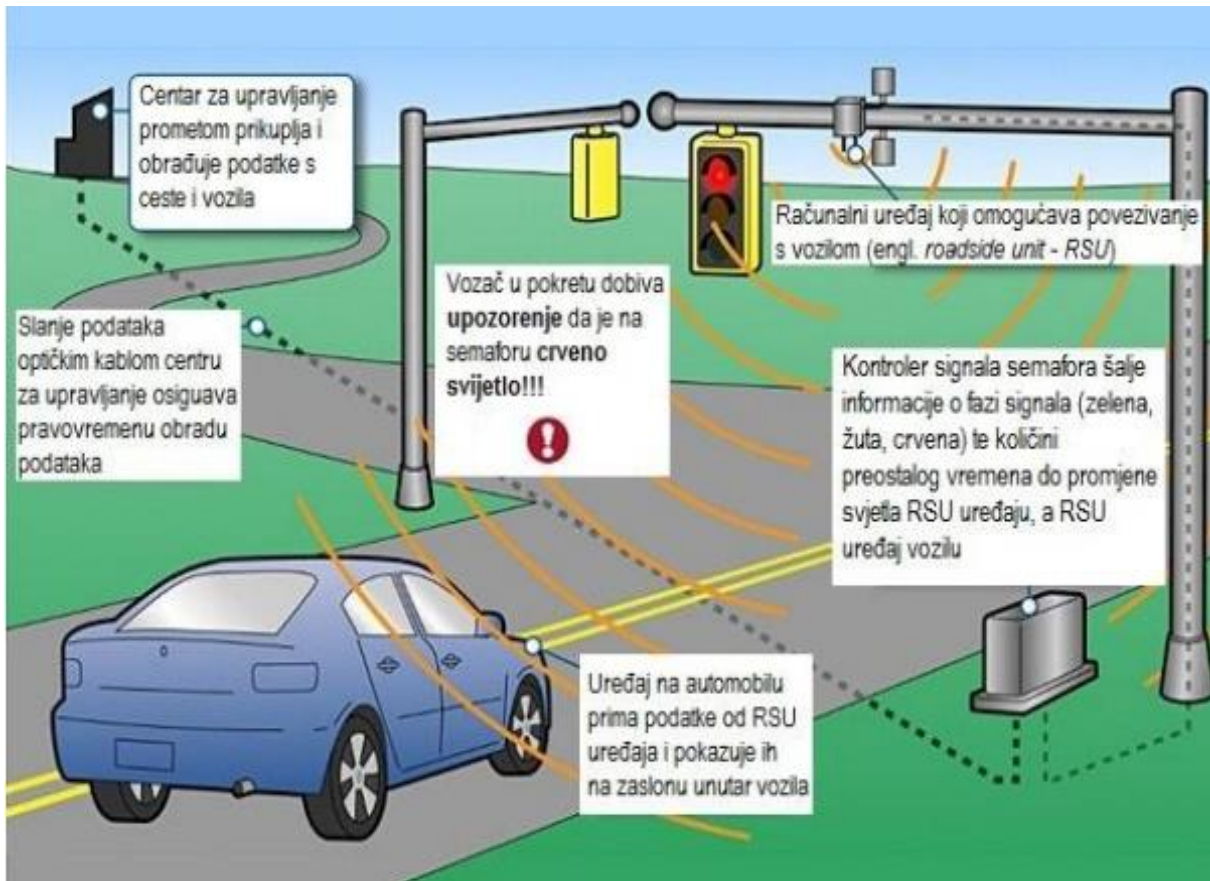 Centar za upravljanje
prometom prikuplja i
obrađuje podatke s
ceste i vozila
Računalni uređaj koji omogućava povezivanje
s vozilom (engl. roadside unit - RSU)
Vozač u pokretu dobiva
upozorenje da je na
semaforu crveno
svijetlo!!!
Slanje podataka
optičkim kablom centru
za upravljanje osiguava
pravovremenu obradu
podataka
Kontroler signala semafora šalje
informacije o fazi signala (zelena,
žuta, crvena) te količini
preostalog vremena do promjene
svjetla RSU uređaju, a RSU
uređaj vozilu
Uređaj na automobilu
prima podatke od RSU
uređaja i pokazuje ih
na zaslonu unutar vozila